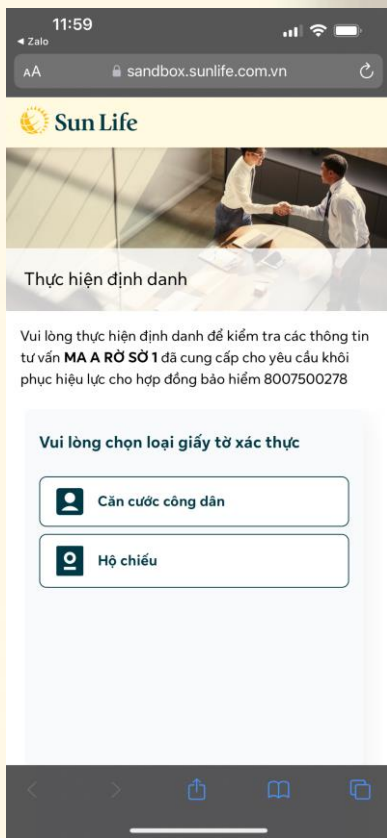 11:59
◄ Zalo
AA sandbox.sunlife.com.vn
Sun Life
Thực hiện định danh
Vui lòng thực hiện định danh để kiểm tra các thông tin
tư vấn MA A RỜ SỜ 1 đã cung cấp cho yêu cầu khôi
phục hiệu lực cho hợp đồng bảo hiểm 8007500278
Vui lòng chọn loại giấy tờ xác thực
Căn cước công dân
Hộ chiếu